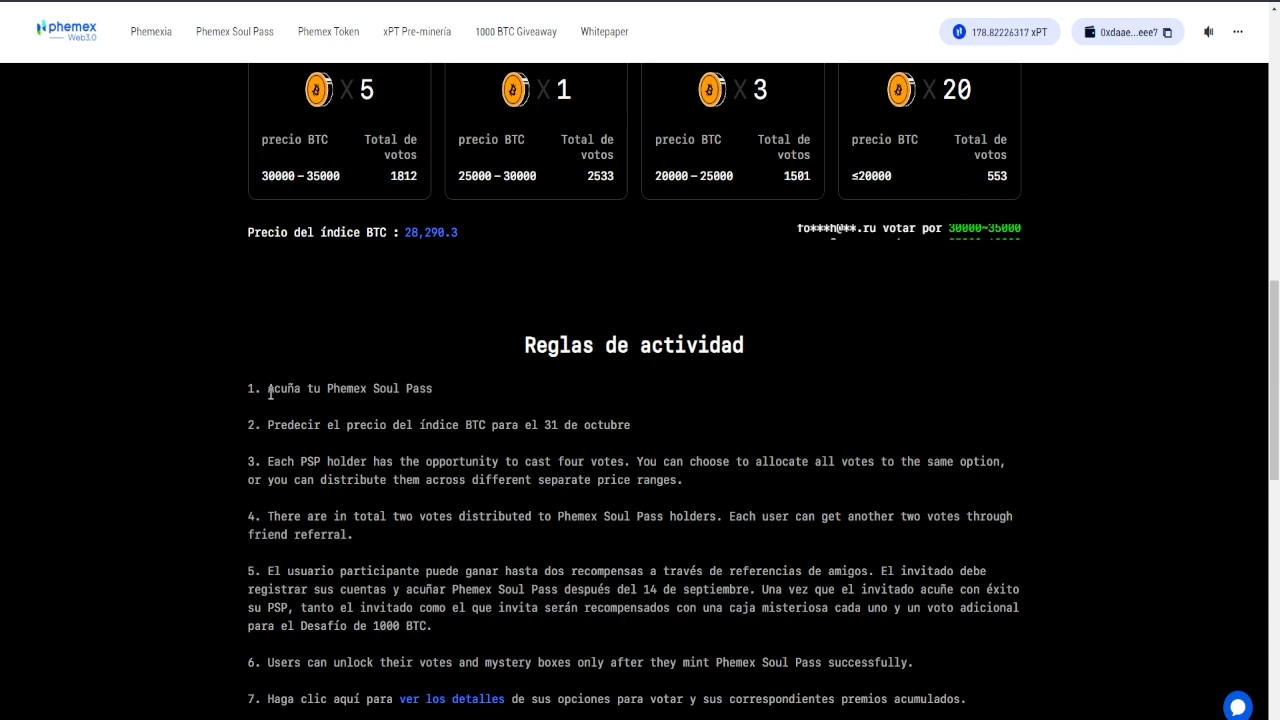 phemex
Web3.0
Phemexia
Phemex Soul Pass
Phemex Token
xPT Pre-minería
1000 BTC Giveaway
Whitepaper
178.82226317 xPT
0xdaae...eee7
X 5
X 1
X 3
X 20
precio BTC
Total de
votos
30000–35000
1812
precio BTC
Total de
votos
25000–30000
2533
precio BTC
Total de
votos
20000–25000
1501
precio BTC
Total de
votos
≤20000
553
Precio del índice BTC : 28,290.3
fo***h@**.ru votar por 30000~35000
Reglas de actividad
1. Acuña tu Phemex Soul Pass
2. Predecir el precio del índice BTC para el 31 de octubre
3. Each PSP holder has the opportunity to cast four votes. You can choose to allocate all votes to the same option,
or you can distribute them across different separate price ranges.
4. There are in total two votes distributed to Phemex Soul Pass holders. Each user can get another two votes through
friend referral.
5. El usuario participante puede ganar hasta dos recompensas a través de referencias de amigos. El invitado debe
registrar sus cuentas y acuñar Phemex Soul Pass después del 14 de septiembre. Una vez que el invitado acuñe con éxito
su PSP, tanto el invitado como el que invita serán recompensados con una caja misteriosa cada uno y un voto adicional
para el Desafío de 1000 BTC.
6. Users can unlock their votes and mystery boxes only after they mint Phemex Soul Pass successfully.
7. Haga clic aquí para ver los detalles de sus opciones para votar y sus correspondientes premios acumulados.